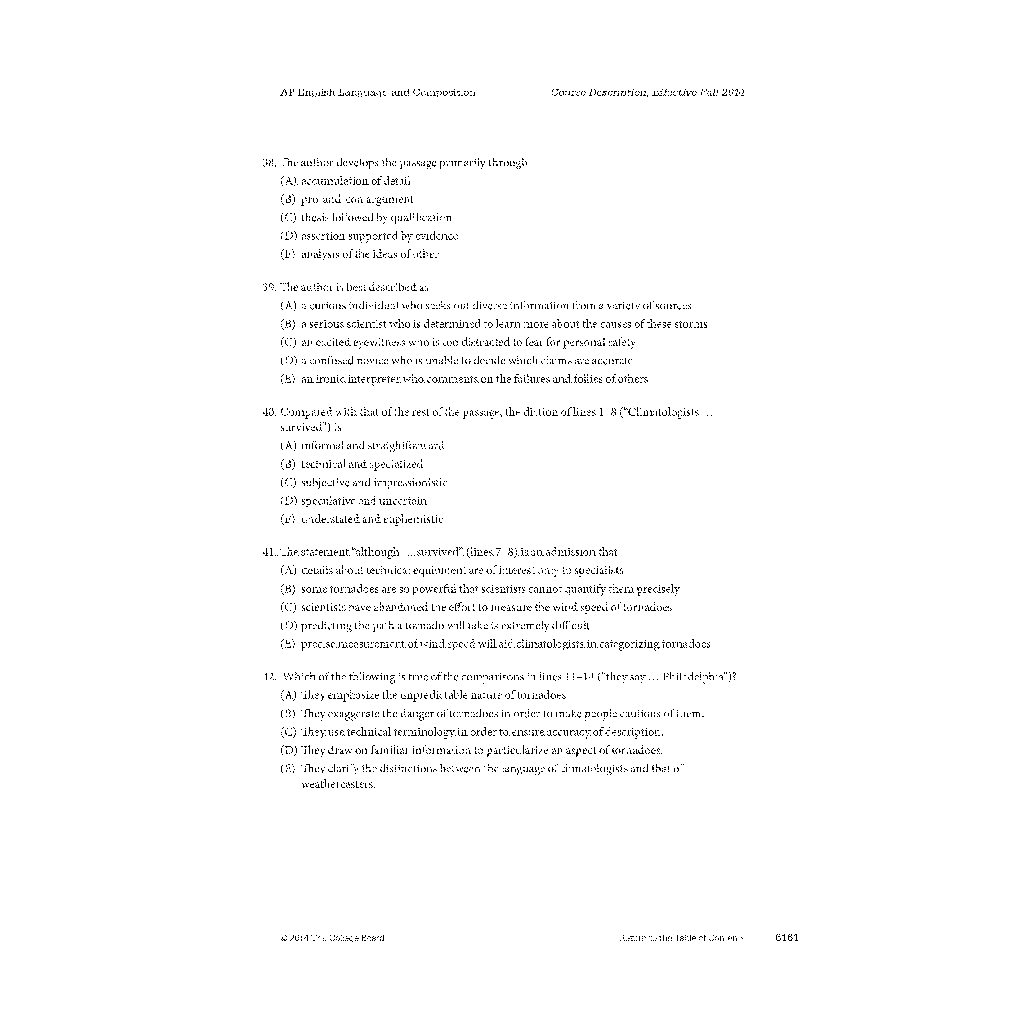 AP English Language and Composition Course Description, Effective Fall 2014
38. The author develops the passage primarily through
(A) accumulation of detail
(B) pro-and-con argument
(C) thesis followed by qualification
(D) assertion supported by evidence
(E) analysis of the ideas of other
39. The author is best described as
(A) a curious individual who seeks out diverse information from a variety of sources
(B) a serious scientist who is determined to learn more about the causes of these storms
(C) an excited eyewitness who is too distracted to fear for personal safety
(D) a confused novice who is unable to decide which claims are accurate
(E) an ironic interpreter who comments on the failures and follies of others
40. Compared with that of the rest of the passage, the diction of lines 1–8 (“Climatologists …
survived”) is
(A) informal and straightforward
(B) technical and specialized
(C) subjective and impressionistic
(D) speculative and uncertain
(E) understated and euphemistic
41. The statement “although … survived” (lines 7–8) is an admission that
(A) details about technical equipment are of interest only to specialists
(B) some tornadoes are so powerful that scientists cannot quantify them precisely
(C) scientists have abandoned the effort to measure the wind speed of tornadoes
(D) predicting the path a tornado will take is extremely difficult
(E) precise measurement of wind speed will aid climatologists in categorizing tornadoes
42. Which of the following is true of the comparisons in lines (“they say … Philadelphia”)?
(A) They emphasize the unpredictable nature of tornadoes
(B) They exaggerate the danger of tornadoes in order to make people cautious of them.
(C) They use technical terminology in order to ensure accuracy of description.
(D) They draw on familiar information to particularize an aspect of tornadoes.
(E) They clarify the distinctions between the language of climatologists and that of
weathercasters.
© 2014 The College Board Return to the Table of Contents 6161